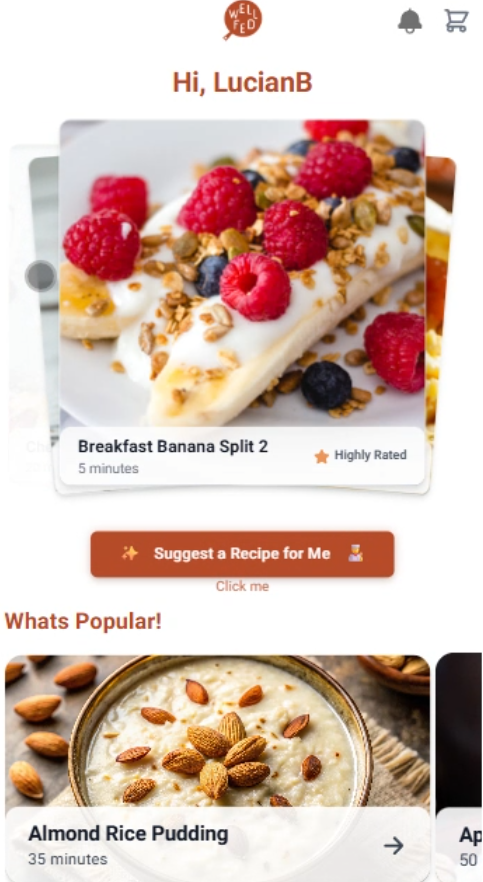 WELL
FED
Hi, LucianB
Breakfast Banana Split 2
5 minutes
Highly Rated
Suggest a Recipe for Me
Click me
Whats Popular!
Almond Rice Pudding
35 minutes
Ap
50